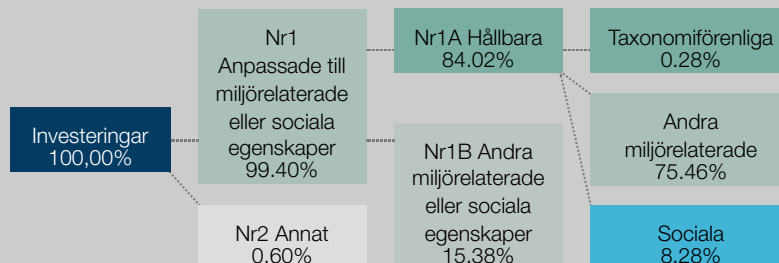 Investeringar
100,00%
Nr1
Anpassade till
miljörelaterade
eller sociala
egenskaper
99.40%
Nr2 Annat
0.60%
Nr1A Hållbara
84.02%
Nr1B Andra
miljörelaterade
eller sociala
egenskaper
15.38%
Taxonomiförenliga
0.28%
Andra
miljörelaterade
75.46%
Sociala
8.28%